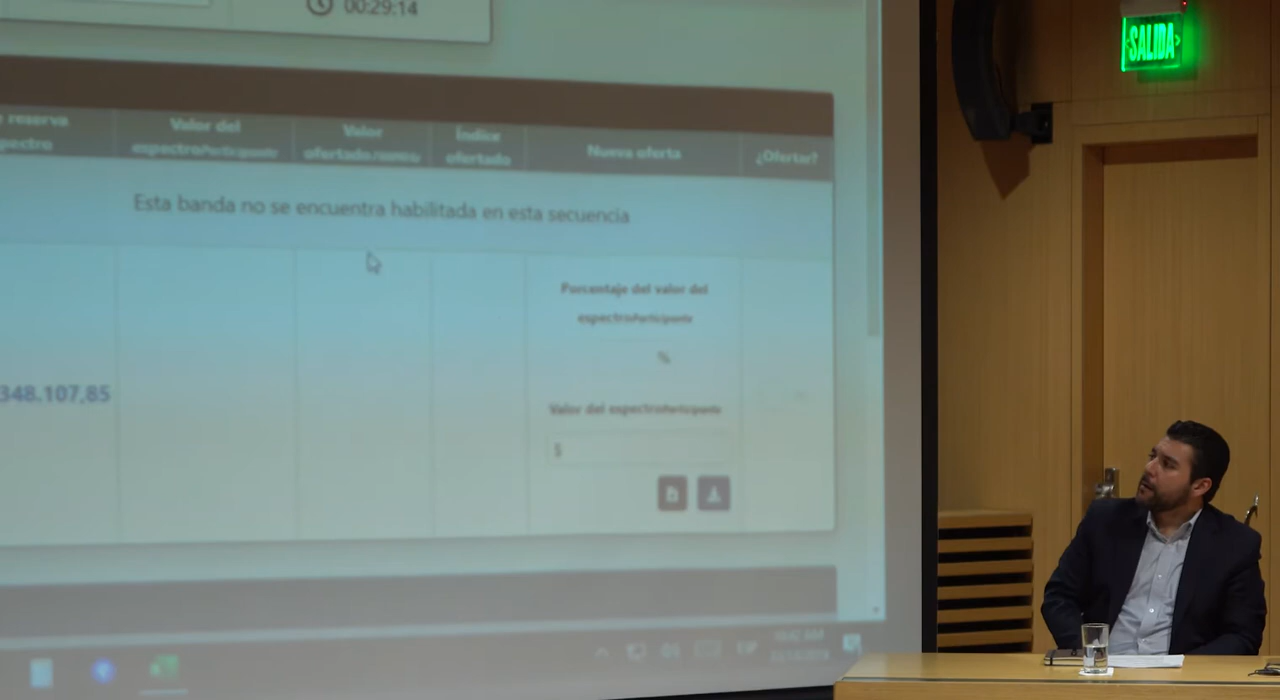 00:29:14
SALIDA
reserva
Valor del
Valor
Índice
pectro
espectroParticipante
ofertado
ofertado
Nueva oferta
¿Ofertar?
Esta banda no se encuentra habilitada en esta secuencia
Porcentaje del valor del
espectroParticipante
%
348.107,85
Valor del espectroParticipante
$